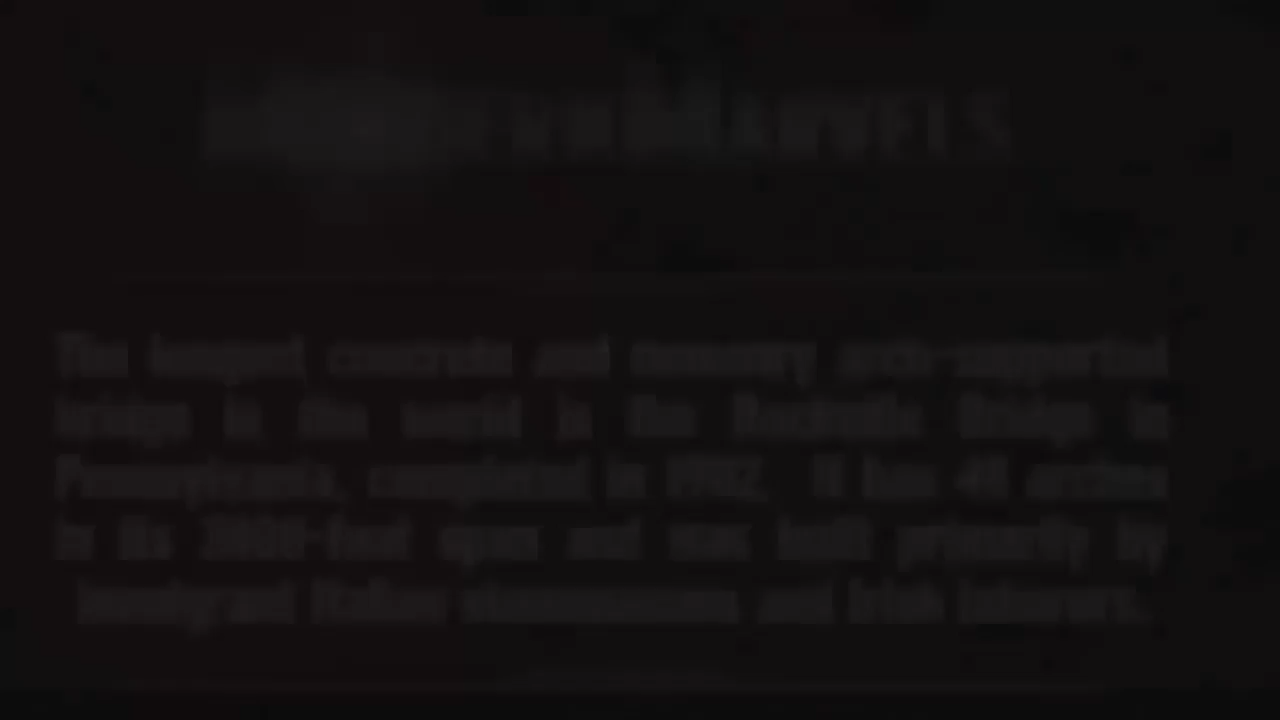 The longest concrete and masonry arch-supported
bridge in the world is the Rockville Bridge in
Pennsylvania, completed in 1902. It has 48 arches
in its foot span and was built primarily by
immigrant Italian stonemasons and Irish laborers.